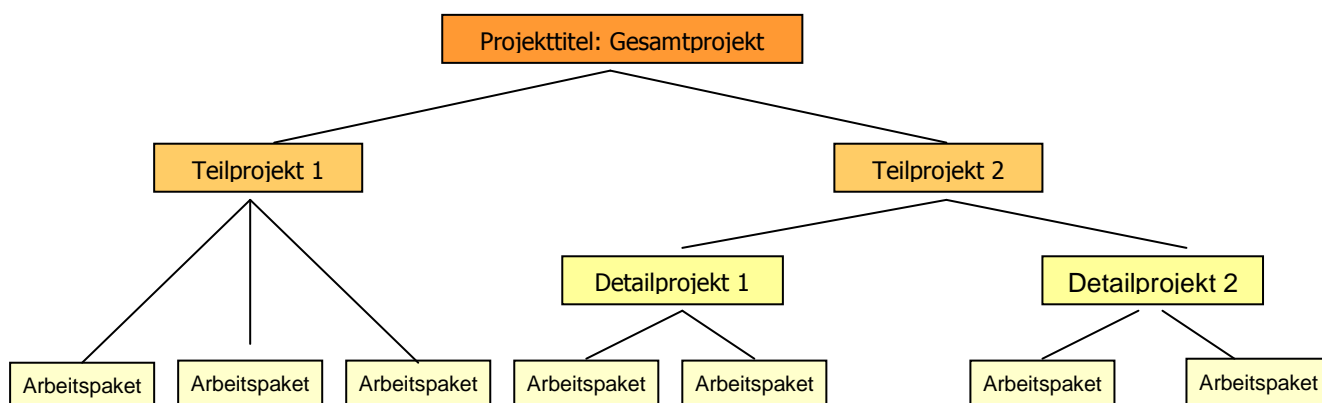 Projekttitel: Gesamtprojekt
Teilprojekt 1
Teilprojekt 2
Detailprojekt 1
Detailprojekt 2
Arbeitspaket
Arbeitspaket
Arbeitspaket
Arbeitspaket
Arbeitspaket
Arbeitspaket
Arbeitspaket